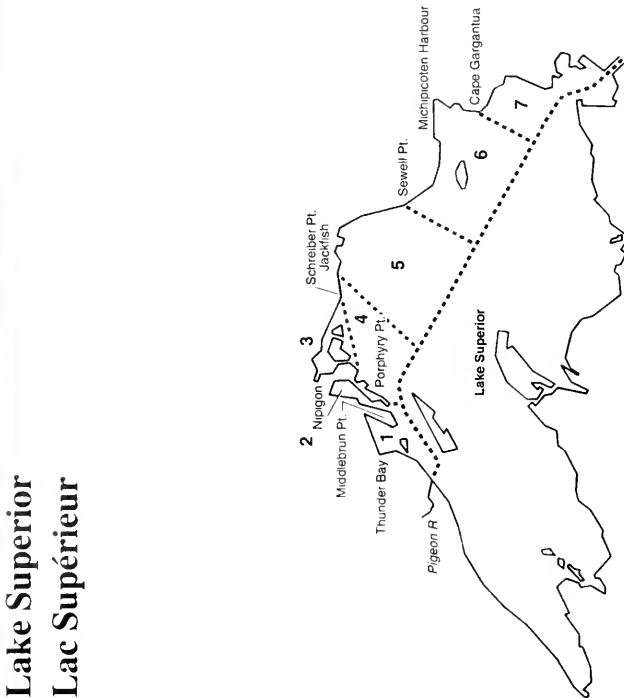 Lake Superior
Lac Supérieur
Michipicoten Harbour
Cape Gargantua
7
Sewell Pt.
6
Schreiber Pt.
Jackfish
5
4
3
Porphyry Pt.
Nipigon
2
Middlebrun Pt.
1
Thunder Bay
Pigeon R
Lake Superior